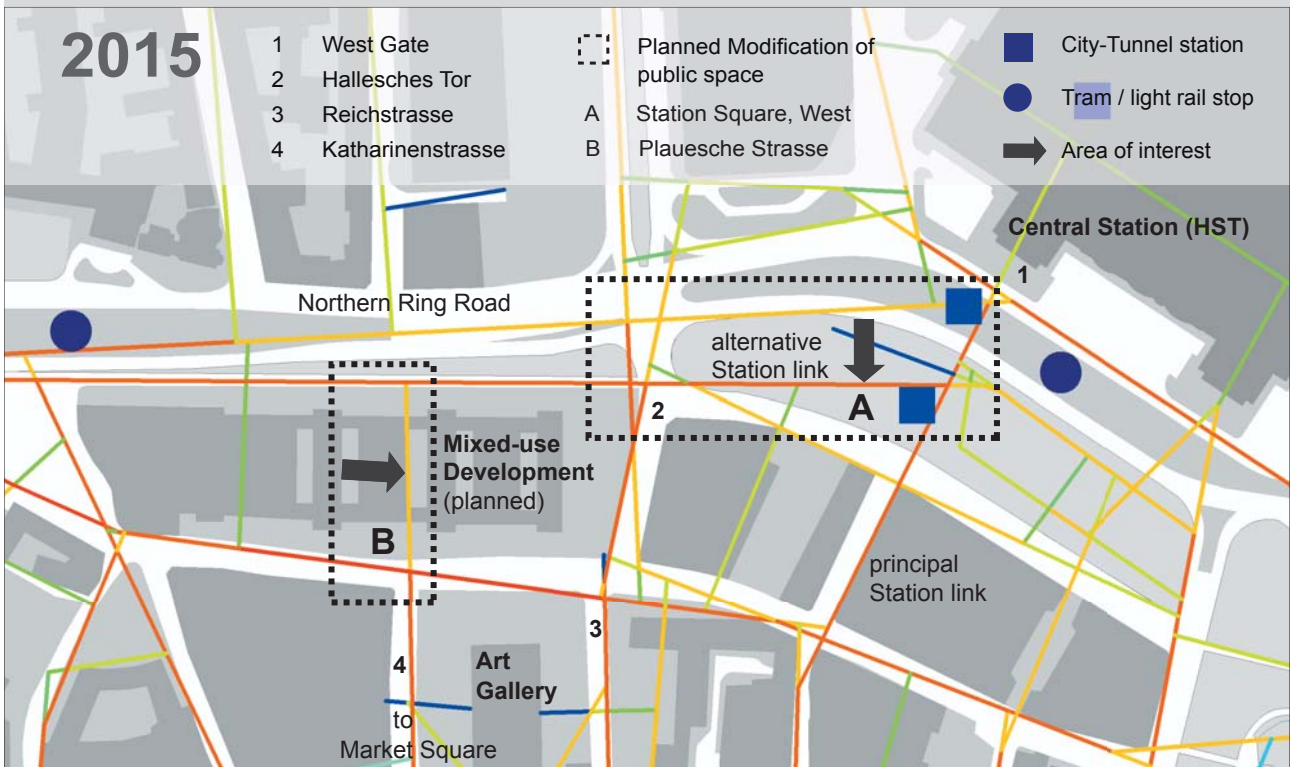 2015
1 West Gate
2 Hallesches Tor
3 Reichstrasse
4 Katharinenstrasse
Planned Modification of
public space
A Station Square, West
B Plauesche Strasse
City-Tunnel station
Tram / light rail stop
Area of interest
Central Station (HST)
1
Northern Ring Road
alternative
Station link
A
2
Mixed-use
Development
(planned)
B
principal
Station link
3
4
Art
Gallery
to
Market Square